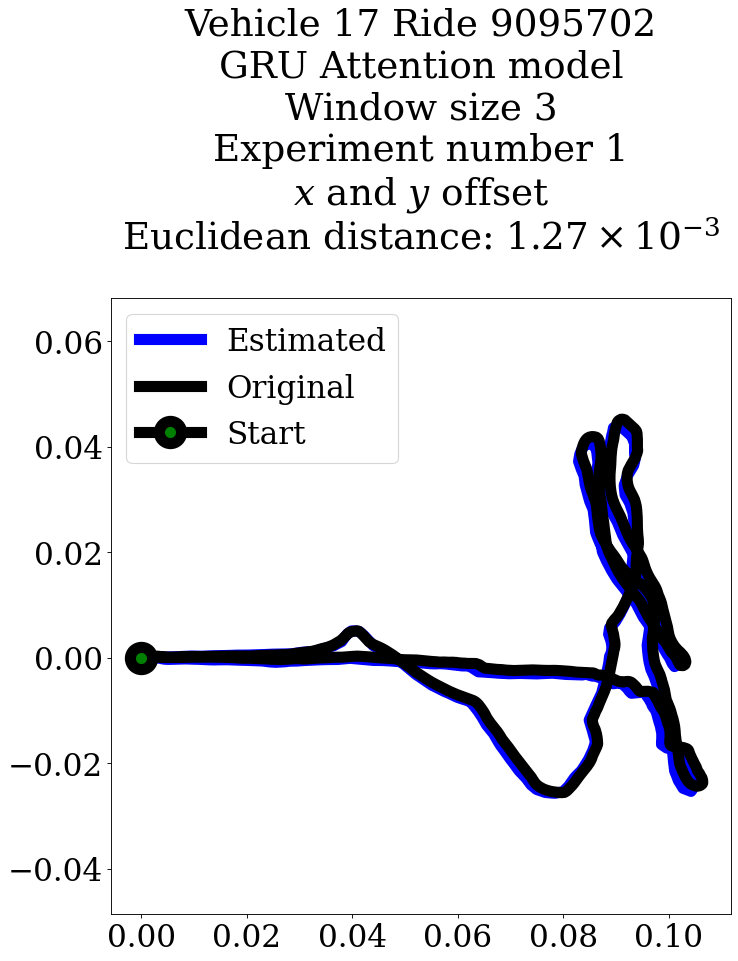 Vehicle 17 Ride 9095702
GRU Attention model
Window size 3
Experiment number 1
x and y offset
Euclidean distance: 1.27 × 10⁻³
Estimated
Original
Start
0.06
0.04
0.02
0.00
−0.02
−0.04
0.00 0.02 0.04 0.06 0.08 0.10